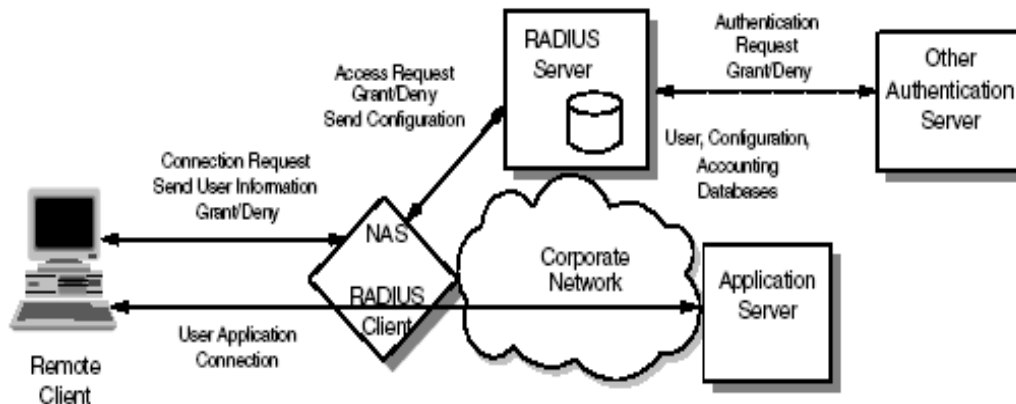 RADIUS
Server
Authentication
Request
Grant/Deny
Other
Authentication
Server
Access Request
Grant/Deny
Send Configuration
User, Configuration,
Accounting
Databases
Connection Request
Send User Information
Grant/Deny
NAS
RADIUS
Client
Corporate
Network
Application
Server
User Application
Connection
Remote
Client